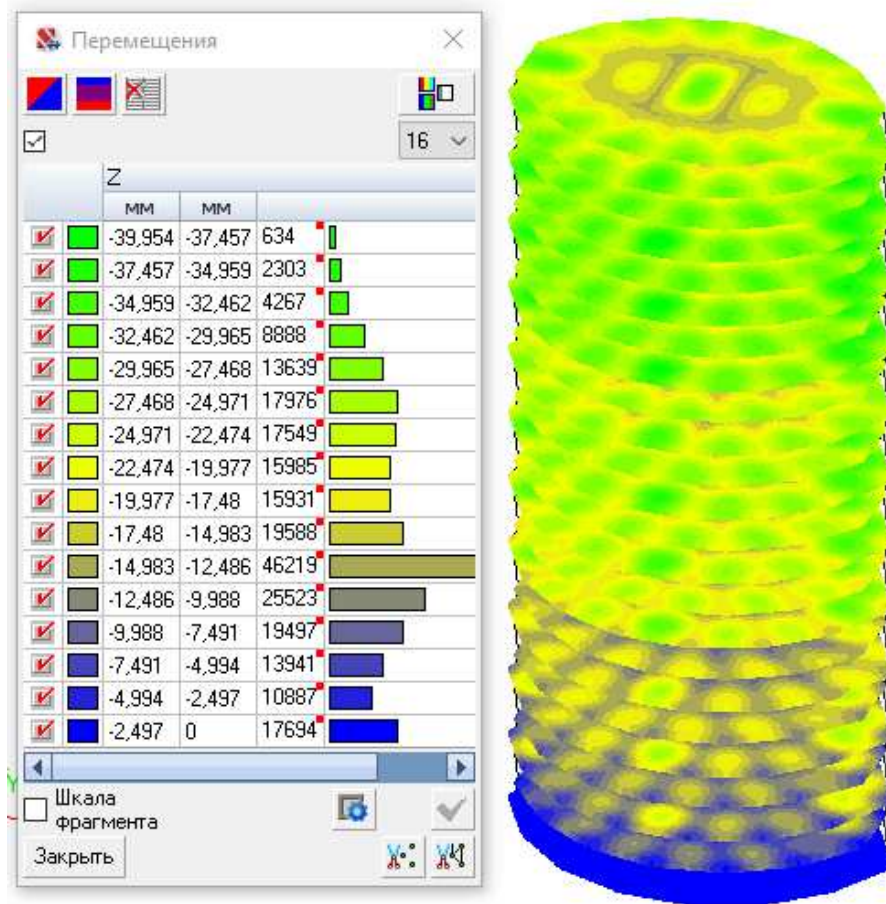 Перемещения
16
Z
мм мм
-39,954 -37,457 634
-37,457 -34,959 2303
-34,959 -32,462 4267
-32,462 -29,965 8888
-29,965 -27,468 13639
-27,468 -24,971 17976
-24,971 -22,474 17549
-22,474 -19,977 15985
-19,977 -17,48 15931
-17,48 -14,983 19588
-14,983 -12,486 46219
-12,486 -9,988 25523
-9,988 -7,491 19497
-7,491 -4,994 13941
-4,994 -2,497 10887
-2,497 0 17694
Y
Шкала
фрагмента
Закрыть